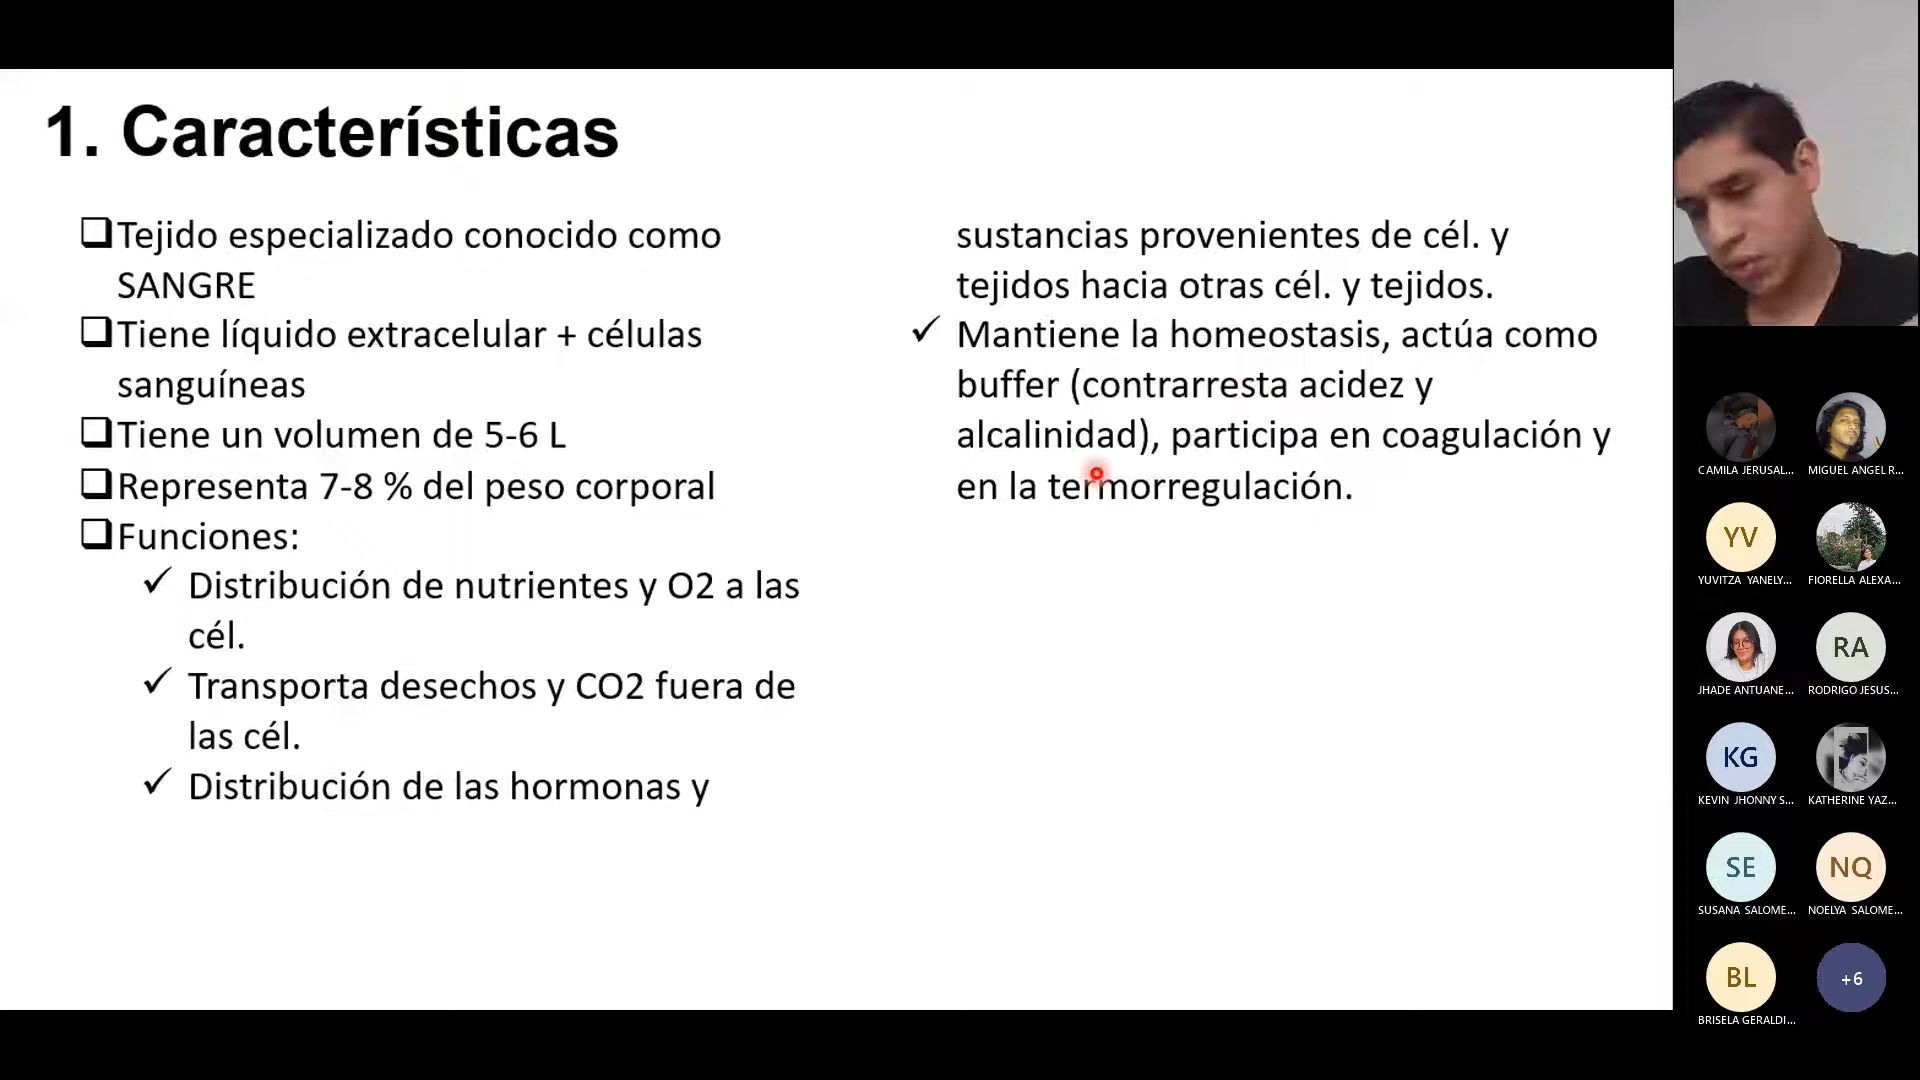 1. Características
Tejido especializado conocido como
SANGRE
Tiene líquido extracelular + células
sanguíneas
Tiene un volumen de 5-6 L
Representa 7-8 % del peso corporal
Funciones:
Distribución de nutrientes y O2 a las
cél.
Transporta desechos y CO2 fuera de
las cél.
Distribución de las hormonas y
sustancias provenientes de cél. y
tejidos hacia otras cél. y tejidos.
Mantiene la homeostasis, actúa como
buffer (contrarresta acidez y
alcalinidad), participa en coagulación y
en la termorregulación.
CAMILA JERUSAL...
MIGUEL ANGEL R...
YV
YUVITZA YANELY...
FIORELLA ALEXA...
JHADE ANTUANE...
RA
RODRIGO JESUS...
KG
KEVIN JHONNY S...
KATHERINE YAZ...
SE
SUSANA SALOME...
NQ
NOELYA SALOME...
BL
BRISELA GERALDI...
+6